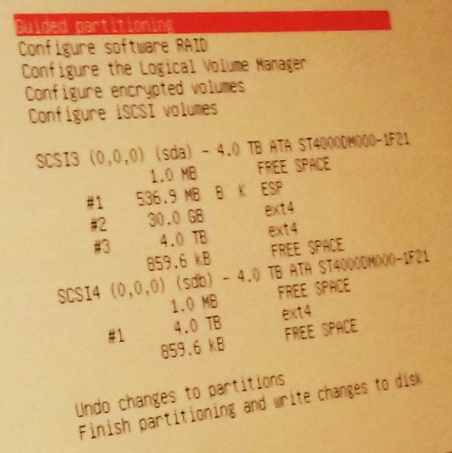 Guided partitioning
Configure software RAID
Configure the Logical Volume Manager
Configure encrypted volumes
Configure iSCSI volumes
SCSI3 (0,0,0) (sda) - 4.0 TB ATA ST4000DM000-1F21
1.0 MB FREE SPACE
#1 536.9 MB B K ESP
#2 30.0 GB ext4
#3 4.0 TB ext4
859.6 kB FREE SPACE
SCSI4 (0,0,0) (sdb) - 4.0 TB ATA ST4000DM000-1F21
1.0 MB FREE SPACE
#1 4.0 TB ext4
859.6 kB FREE SPACE
Undo changes to partitions
Finish partitioning and write changes to disk